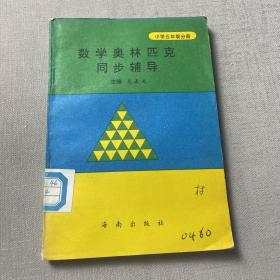 小学五年级分册
数学奥林匹克
同步辅导
主编
村
海南出版社
0460